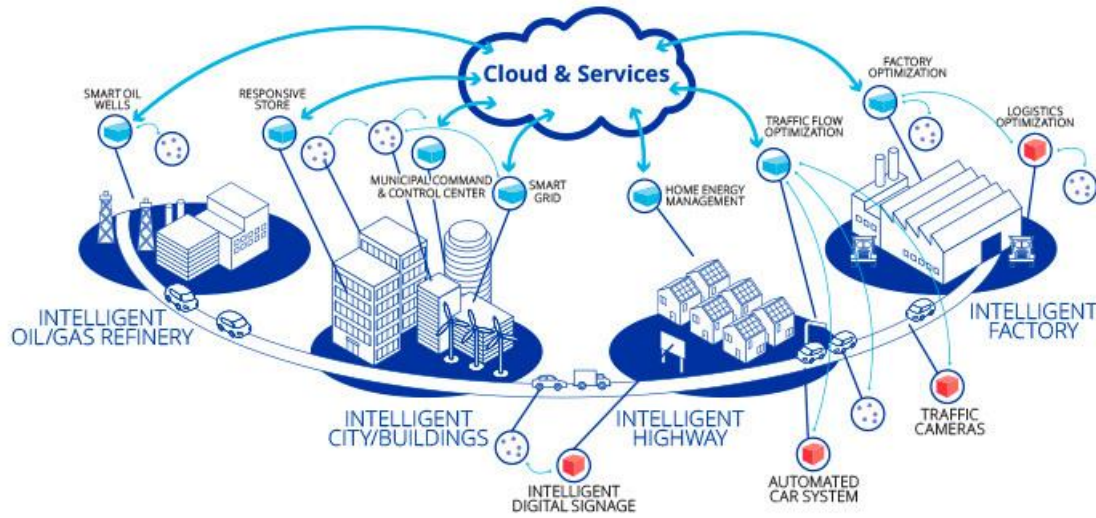 Cloud & Services
SMART OIL
WELLS
RESPONSIVE
STORE
MUNICIPAL COMMAND
& CONTROL CENTER
SMART
GRID
HOME ENERGY
MANAGEMENT
TRAFFIC FLOW
OPTIMIZATION
FACTORY
OPTIMIZATION
LOGISTICS
OPTIMIZATION
INTELLIGENT
OIL/GAS REFINERY
INTELLIGENT
CITY/BUILDINGS
INTELLIGENT
HIGHWAY
INTELLIGENT
FACTORY
INTELLIGENT
DIGITAL SIGNAGE
AUTOMATED
CAR SYSTEM
TRAFFIC
CAMERAS